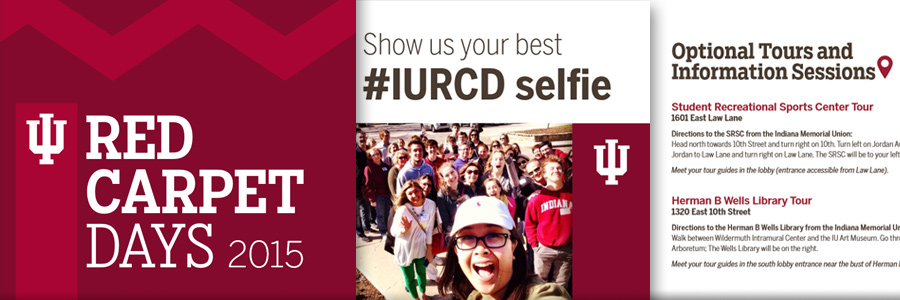 RED
CARPET
DAYS 2015
Show us your best
#IURCD selfie
INDIANA
Optional Tours and
Information Sessions
Student Recreational Sports Center Tour
1601 East Law Lane
Directions to the SRSC from the Indiana Memorial Union:
Head north towards 10th Street and turn right on 10th. Turn left on Jordan
Jordan to Law Lane and turn right on Law Lane. The SRSC will be to your left
Meet your tour guides in the lobby (entrance accessible from Law Lane).
Herman B Wells Library Tour
1320 East 10th Street
Directions to the Herman B Wells Library from the Indiana Memorial
Walk between Wildermuth Intramural Center and the IU Art Museum. Go
Arboretum; The Wells Library will be on the right.
Meet your tour guides in the south lobby entrance near the bust of Herman